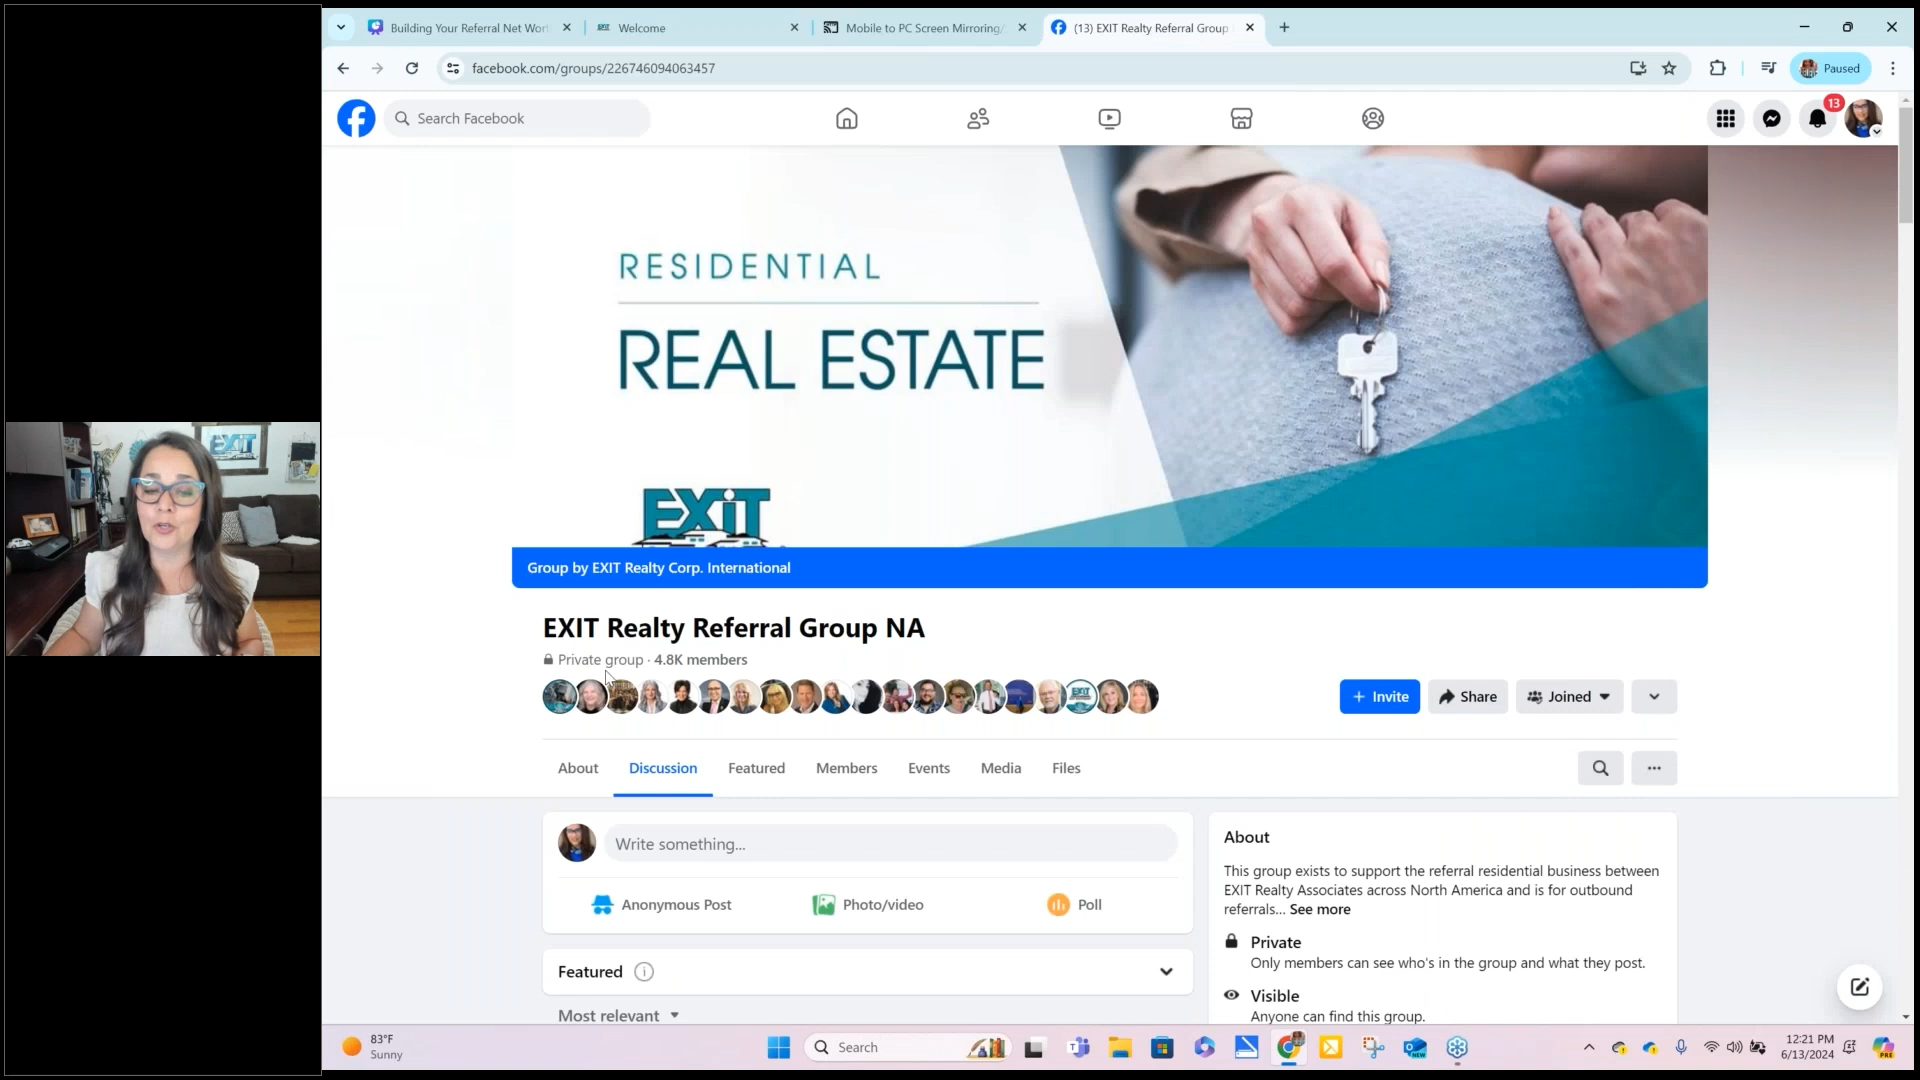 Building Your Referral Net Wor
Welcome
Mobile to PC Screen Mirroring/
(13) EXIT Realty Referral Group
facebook.com/groups/226746094063457
Paused
Search Facebook
13
RESIDENTIAL
REAL ESTATE
EXIT
Group by EXIT Realty Corp. International
EXIT Realty Referral Group NA
Private group · 4.8K members
+ Invite
Share
Joined
About
Discussion
Featured
Members
Events
Media
Files
Write something...
Anonymous Post
Photo/video
Poll
Featured
Most relevant
About
This group exists to support the referral residential business between
EXIT Realty Associates across North America and is for outbound
referrals... See more
Private
Only members can see who's in the group and what they post.
Visible
Anyone can find this group.
EXIT
83°F
Sunny
Search
12:21 PM
6/13/2024